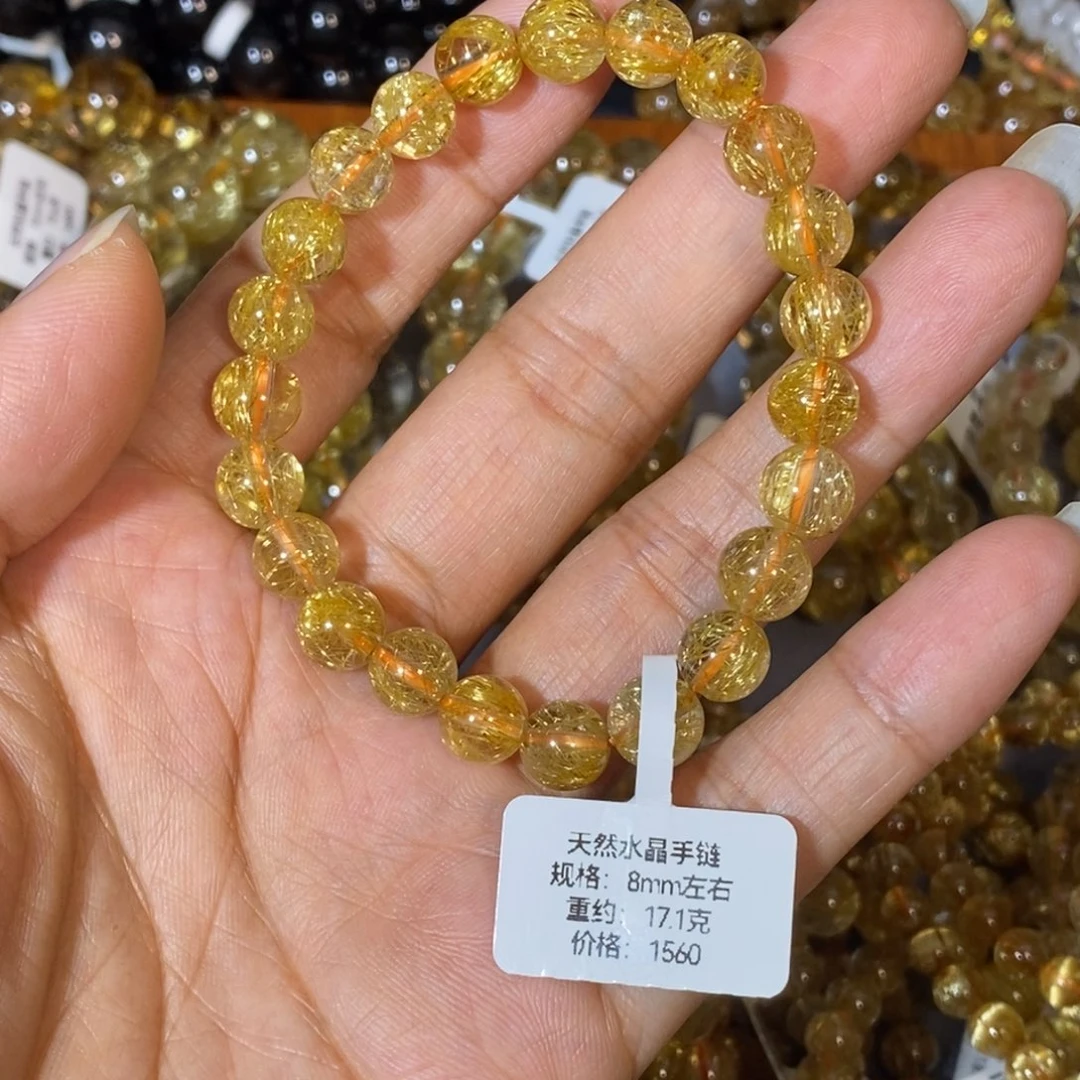 天然水晶手链
规格: 8mm左右
重约: 17.1克
价格: 1560